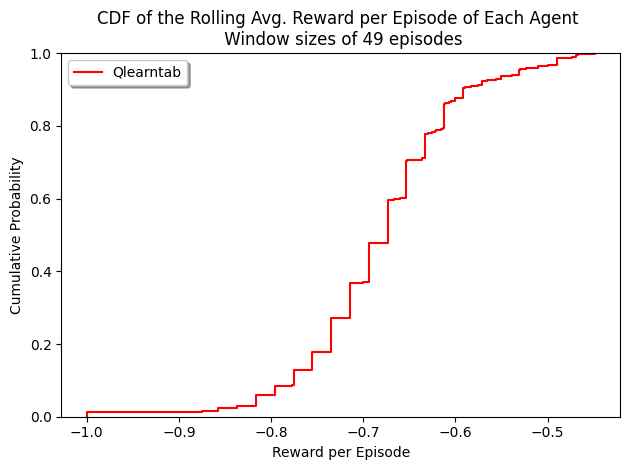 CDF of the Rolling Avg. Reward per Episode of Each Agent
Window sizes of 49 episodes
Qlearntab
1.0
0.8
0.6
0.4
0.2
0.0
Cumulative Probability
−1.0 −0.9 −0.8 −0.7 −0.6 −0.5
Reward per Episode